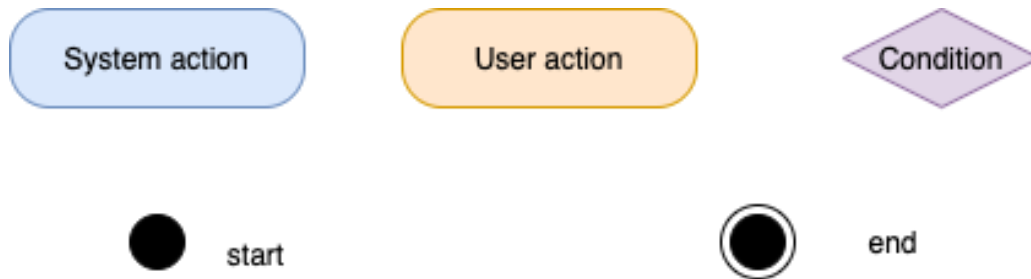 System action
User action
Condition
start
end